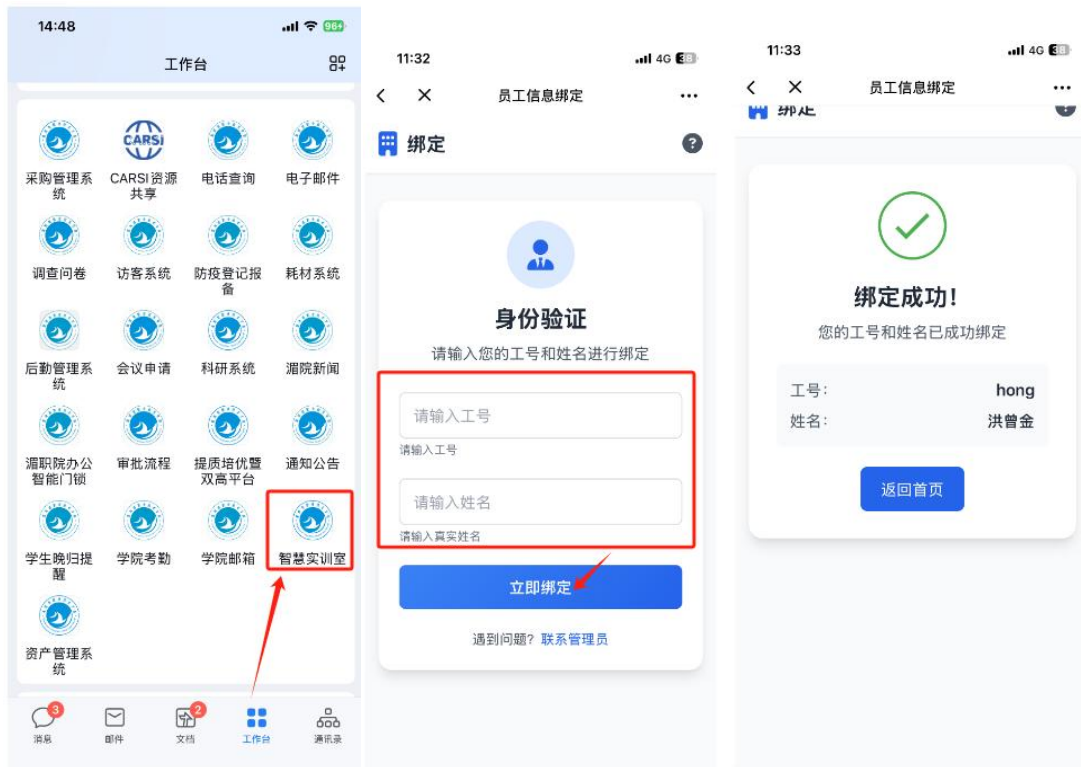 14:48
96
工作台
CARSI
采购管理系
统
CARSI资源
共享
电话查询
电子邮件
调查问卷
访客系统
防疫登记报
备
耗材系统
后勤管理系
统
会议申请
科研系统
湄院新闻
湄职院办公
智能门锁
审批流程
提质培优暨
双高平台
通知公告
学生晚归提
醒
学院考勤
学院邮箱
智慧实训室
资产管理系
统
3
2
消息
邮件
文档
工作台
通讯录
11:32
4G 38
员工信息绑定
绑定
?
身份验证
请输入您的工号和姓名进行绑定
请输入工号
请输入工号
请输入姓名
请输入真实姓名
立即绑定
遇到问题? 联系管理员
11:33
4G 38
员工信息绑定
绑定
绑定成功!
您的工号和姓名已成功绑定
工号: hong
姓名: 洪曾金
返回首页